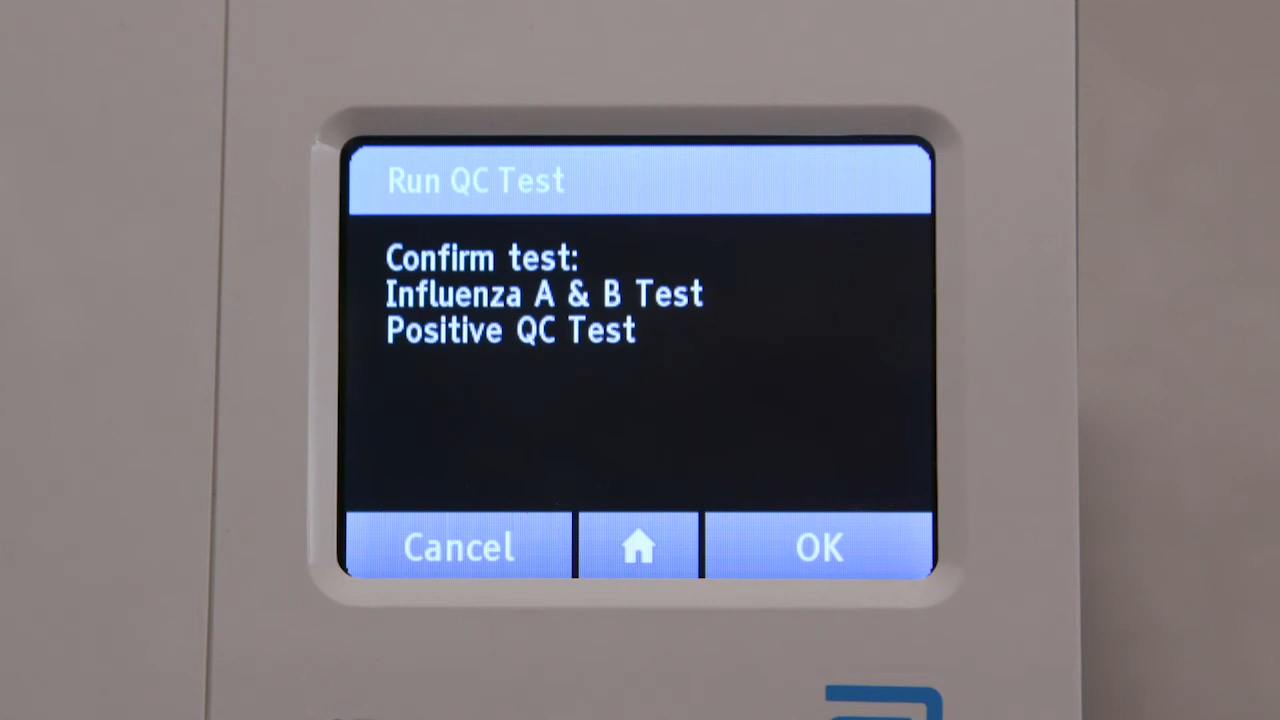 Run QC Test
Confirm test:
Influenza A & B Test
Positive QC Test
Cancel
OK